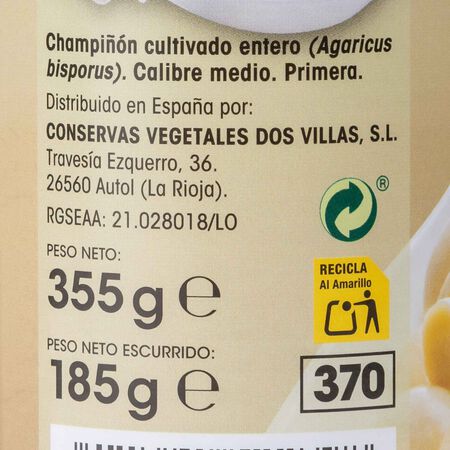 Champiñón cultivado entero (Agaricus
bisporus). Calibre medio. Primera.
Distribuido en España por:
CONSERVAS VEGETALES DOS VILLAS, S.L.
Travesía Ezquerro, 36.
26560 Autol (La Rioja).
RGSEAA: 21.028018/LO
®
PESO NETO:
355 g ℮
RECICLA
Al Amarillo
PESO NETO ESCURRIDO:
185 g ℮
370